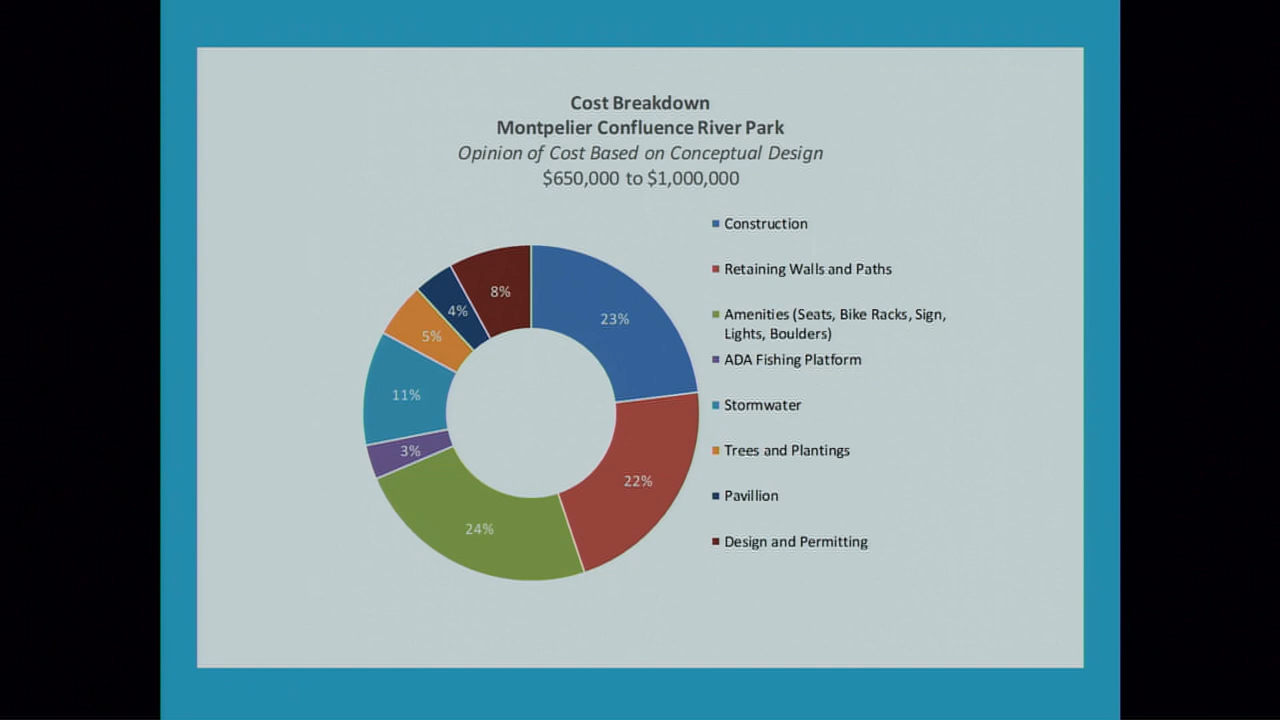 Cost Breakdown
Montpelier Confluence River Park
Opinion of Cost Based on Conceptual Design
$650,000 to $1,000,000
Construction
Retaining Walls and Paths
Amenities (Seats, Bike Racks, Sign,
Lights, Boulders)
ADA Fishing Platform
Stormwater
Trees and Plantings
Pavillion
Design and Permitting
8%
4%
23%
5%
11%
3%
22%
24%